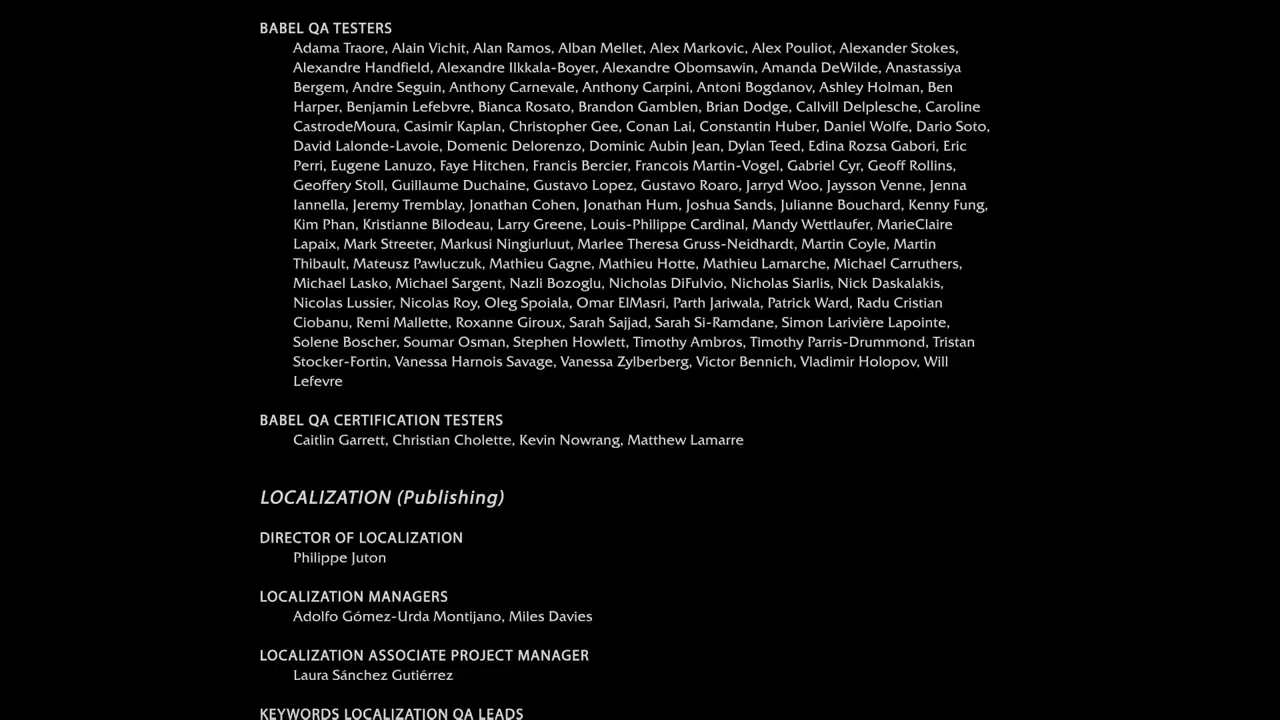 BABEL QA TESTERS
Adama Traore, Alain Vichit, Alan Ramos, Alban Mellet, Alex Markovic, Alex Pouliot, Alexander Stokes,
Alexandre Handfield, Alexandre Ilkkala-Boyer, Alexandre Obomsawin, Amanda DeWilde, Anastassiya
Bergem, Andre Seguin, Anthony Carnevale, Anthony Carpini, Antoni Bogdanov, Ashley Holman, Ben
Harper, Benjamin Lefebvre, Bianca Rosato, Brandon Gamblen, Brian Dodge, Callvill Delplesche, Caroline
CastrodeMoura, Casimir Kaplan, Christopher Gee, Conan Lai, Constantin Huber, Daniel Wolfe, Dario Soto,
David Lalonde-Lavoie, Domenic Delorenzo, Dominic Aubin Jean, Dylan Teed, Edina Rozsa Gabori, Eric
Perri, Eugene Lanuzo, Faye Hitchen, Francis Bercier, Francois Martin-Vogel, Gabriel Cyr, Geoff Rollins,
Geoffery Stoll, Guillaume Duchaine, Gustavo Lopez, Gustavo Roaro, Jarryd Woo, Jaysson Venne, Jenna
Iannella, Jeremy Tremblay, Jonathan Cohen, Jonathan Hum, Joshua Sands, Julianne Bouchard, Kenny Fung,
Kim Phan, Kristianne Bilodeau, Larry Greene, Louis-Philippe Cardinal, Mandy Wettlaufer, MarieClaire
Lapaix, Mark Streeter, Markusi Ningiurluut, Marlee Theresa Gruss-Neidhardt, Martin Coyle, Martin
Thibault, Mateusz Pawluczuk, Mathieu Gagne, Mathieu Hotte, Mathieu Lamarche, Michael Carruthers,
Michael Lasko, Michael Sargent, Nazli Bozoglu, Nicholas DiFulvio, Nicholas Siarlis, Nick Daskalakis,
Nicolas Lussier, Nicolas Roy, Oleg Spoiala, Omar ElMasri, Parth Jariwala, Patrick Ward, Radu Cristian
Ciobanu, Remi Mallette, Roxanne Giroux, Sarah Sajjad, Sarah Si-Ramdane, Simon Larivière Lapointe,
Solene Boscher, Soumar Osman, Stephen Howlett, Timothy Ambros, Timothy Parris-Drummond, Tristan
Stocker-Fortin, Vanessa Harnois Savage, Vanessa Zylberberg, Victor Bennich, Vladimir Holopov, Will
Lefevre
BABEL QA CERTIFICATION TESTERS
Caitlin Garrett, Christian Cholette, Kevin Nowrang, Matthew Lamarre
LOCALIZATION (Publishing)
DIRECTOR OF LOCALIZATION
Philippe Juton
LOCALIZATION MANAGERS
Adolfo Gómez-Urda Montijano, Miles Davies
LOCALIZATION ASSOCIATE PROJECT MANAGER
Laura Sánchez Gutiérrez
KEYWORDS LOCALIZATION QA LEADS